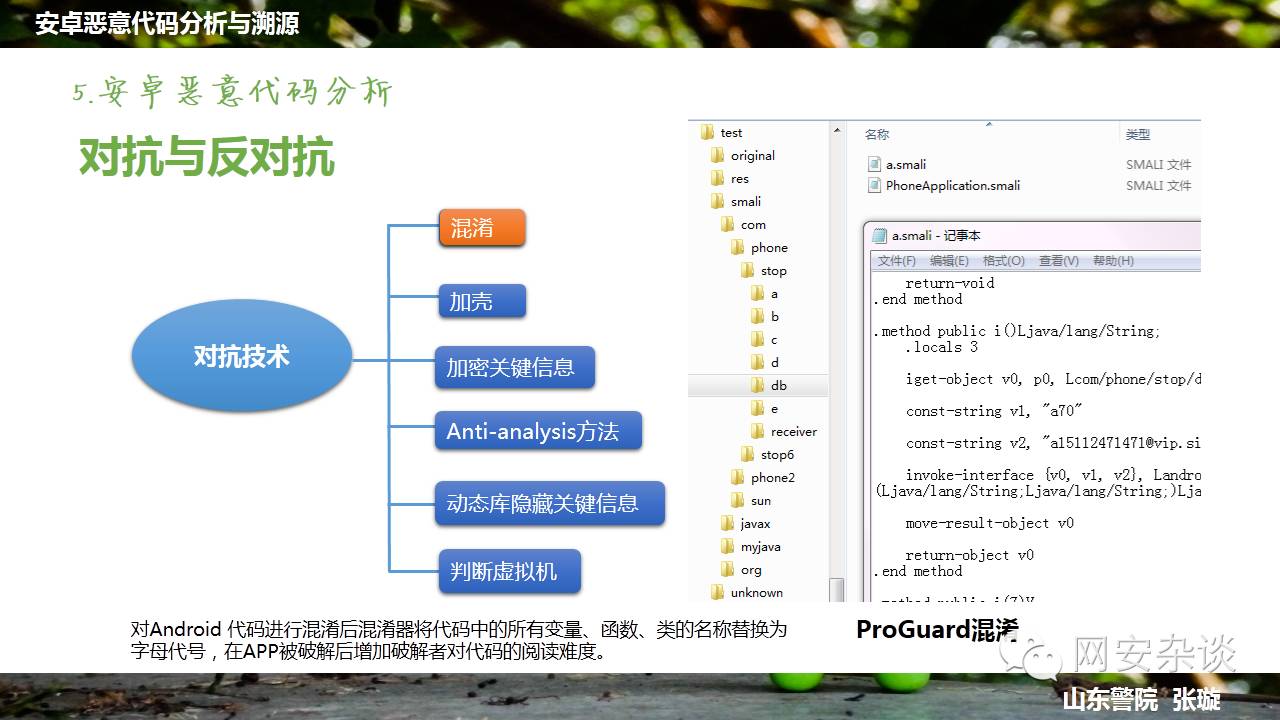 安卓恶意代码分析与溯源
5.安卓恶意代码分析
对抗与反对抗
对抗技术
混淆
加壳
加密关键信息
Anti-analysis方法
动态库隐藏关键信息
判断虚拟机
test
original
res
smali
com
phone
stop
a
b
c
d
db
e
receiver
stop6
phone2
sun
javax
myjava
org
unknown
名称 类型
a.smali SMALI 文件
PhoneApplication.smali SMALI 文件
a.smali - 记事本
文件(F) 编辑(E) 格式(O) 查看(V) 帮助(H)
return-void
.end method
.method public i()Ljava/lang/String;
.locals 3
iget-object v0, p0, Lcom/phone/stop/d
const-string v1, "a70"
const-string v2, "a15112471471@vip.si
invoke-interface {v0, v1, v2}, Landro
(Ljava/lang/String;Ljava/lang/String;)Lja
move-result-object v0
return-object v0
.end method
.method public i(Z)V
对Android 代码进行混淆后混淆器将代码中的所有变量、函数、类的名称替换为
字母代号，在APP被破解后增加破解者对代码的阅读难度。
ProGuard混淆
网安杂谈
山东警院 张璇